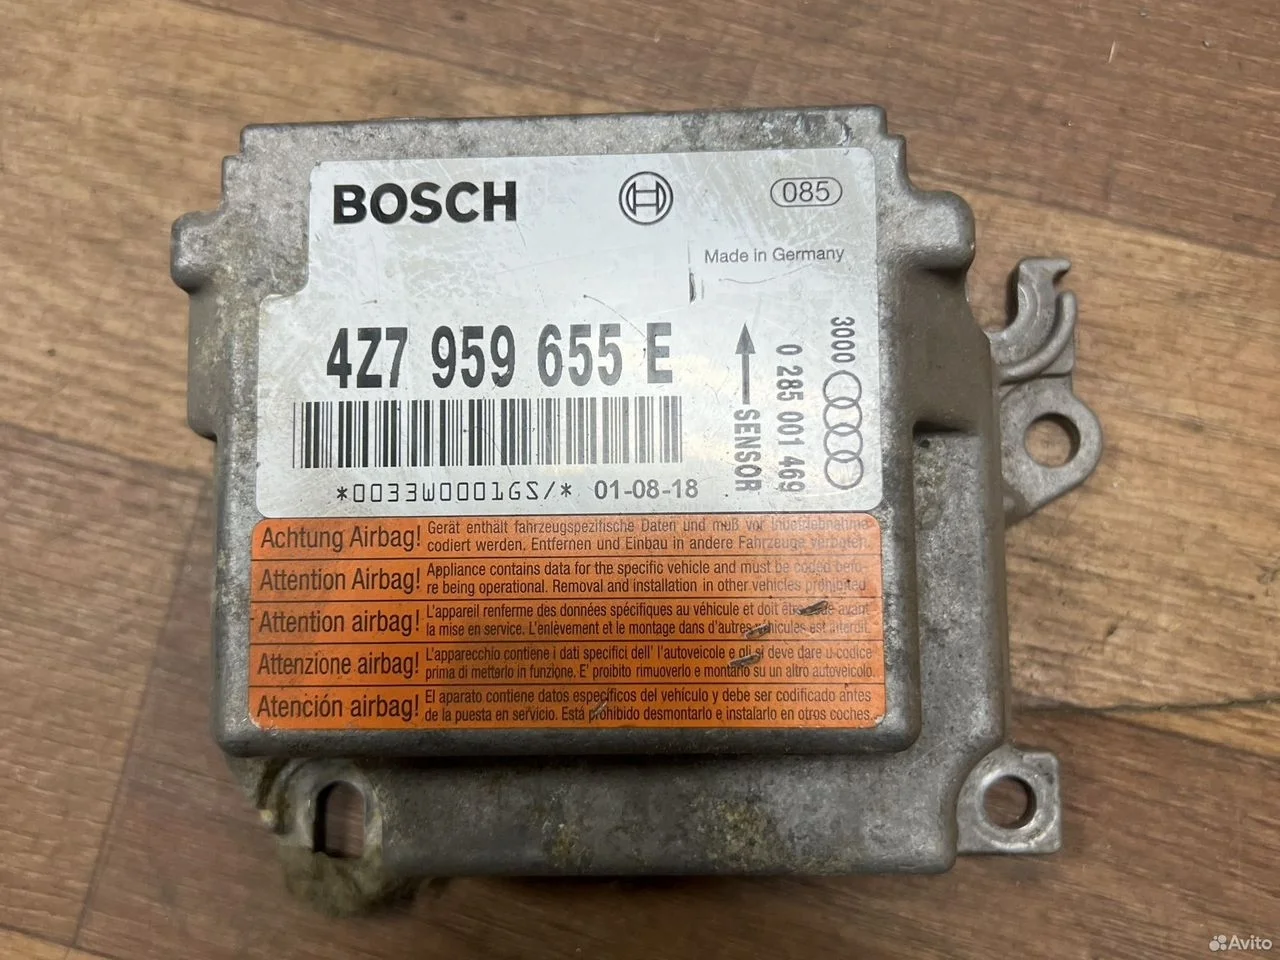 BOSCH
085
Made in Germany
4Z7 959 655 E
SENSOR
0 285 001 469
3000
*0033W0001GS/* 01-08-18
Achtung Airbag! Gerät enthält fahrzeugspezifische Daten und muß vor Inbetriebnahme
codiert werden. Entfernen und Einbau in andere Fahrzeuge verboten.
Attention Airbag! Appliance contains data for the specific vehicle and must be coded befo-
re being operational. Removal and installation in other vehicles prohibited.
Attention airbag! L'appareil renferme des données spécifiques au véhicule et doit être codé avant
la mise en service. L'enlèvement et le montage dans d'autres véhicules est interdit.
Attenzione airbag! L'apparecchio contiene i dati specifici dell' l'autoveicolo e gli si deve dare u codice
prima di metterlo in funzione. E' proibito rimuoverlo e montarlo su un altro autoveicolo.
Atención airbag! El aparato contiene datos específicos del vehículo y debe ser codificado antes
de la puesta en servicio. Está prohibido desmontarlo e instalarlo en otros coches.
Avito